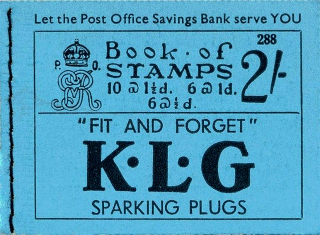 Let the Post Office Savings Bank serve YOU
288
P. O.
Book · of
STAMPS
2/-
10 @ 1½d. 6 @ 1d.
6 @ ½d.
"FIT AND FORGET"
K·L·G
SPARKING PLUGS